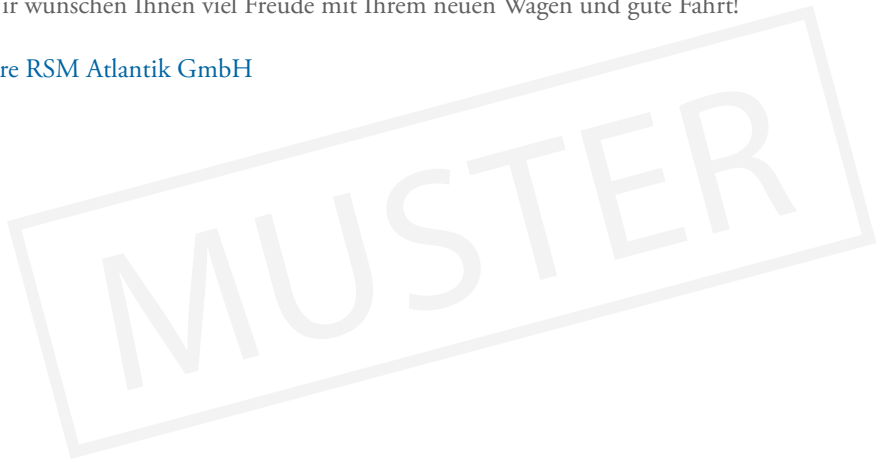 ir wünschen Ihnen viel Freude mit Ihrem neuen Wagen und gute Fahrt!
re RSM Atlantik GmbH
MUSTER